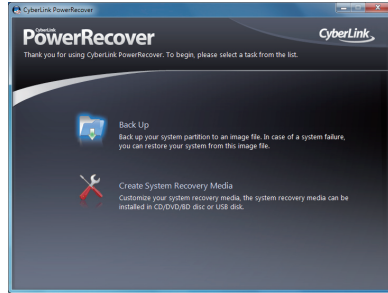 CyberLink PowerRecover
CyberLink
PowerRecover
CyberLink
Thank you for using CyberLink PowerRecover. To begin, please select a task from the list.
Back Up
Back up your system partition to an image file. In case of a system failure,
you can restore your system from this image file.
Create System Recovery Media
Customize your system recovery media, the system recovery media can be
installed in CD/DVD/BD disc or USB disk.